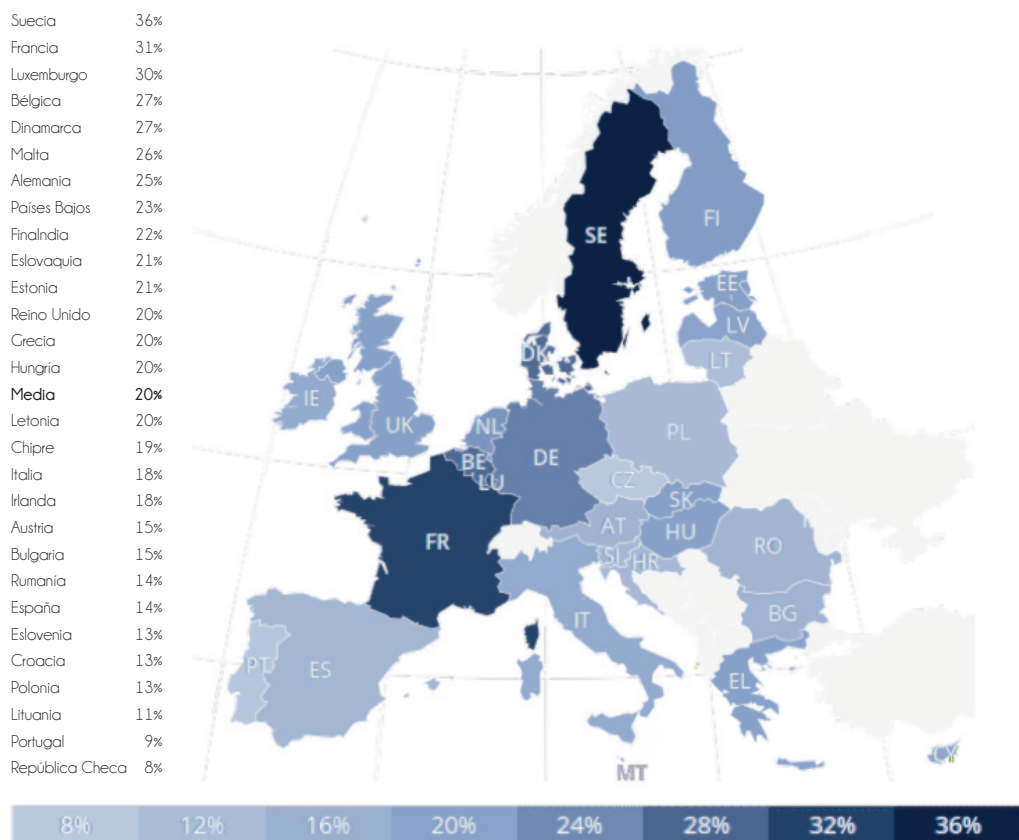 Suecia 36%
Francia 31%
Luxemburgo 30%
Bélgica 27%
Dinamarca 27%
Malta 26%
Alemania 25%
Países Bajos 23%
Finalndia 22%
Eslovaquia 21%
Estonia 21%
Reino Unido 20%
Grecia 20%
Hungría 20%
Media 20%
Letonia 20%
Chipre 19%
Italia 18%
Irlanda 18%
Austria 15%
Bulgaria 15%
Rumanía 14%
España 14%
Eslovenia 13%
Croacia 13%
Polonia 13%
Lituania 11%
Portugal 9%
República Checa 8%
SE
FI
EE
LV
LT
DK
IE
UK
NL
BE
LU
DE
PL
CZ
SK
AT
HU
SI
HR
RO
BG
FR
IT
PT
ES
EL
MT
CY
8% 12% 16% 20% 24% 28% 32% 36%